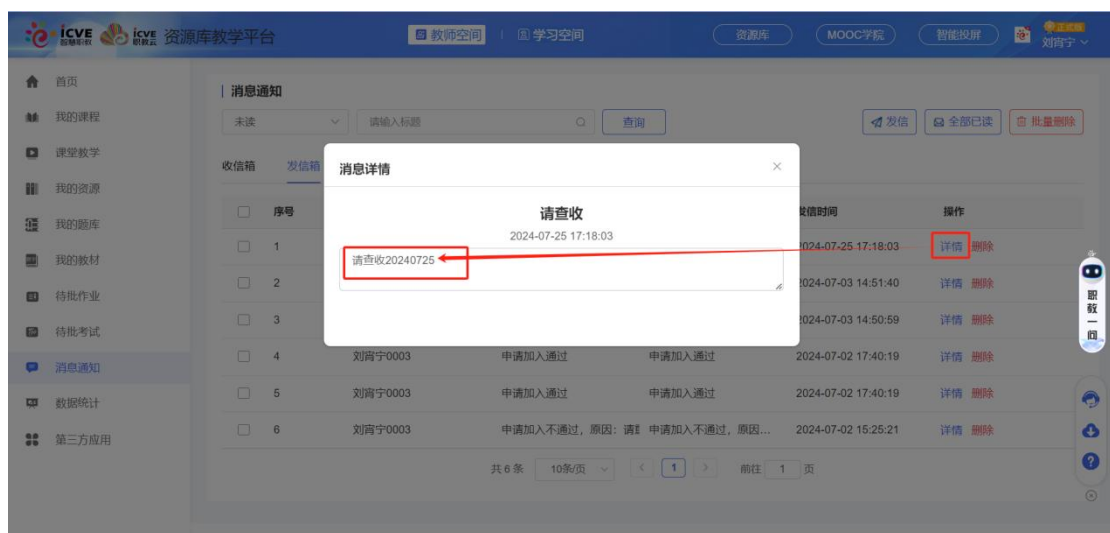 icve 智慧职教 icve 职教云 资源库教学平台 教师空间 学习空间 资源库 MOOC学院 智能投屏 正式版
刘宵宁
首页
我的课程
课堂教学
我的资源
我的题库
我的教材
待批作业
待批考试
消息通知
数据统计
第三方应用
消息通知
未读 请输入标题 查询 发信 全部已读 批量删除
收信箱 发信箱
序号 发信时间 操作
1 2024-07-25 17:18:03 详情 删除
2 2024-07-03 14:51:40 详情 删除
3 2024-07-03 14:50:59 详情 删除
4 刘宵宁0003 申请加入通过 申请加入通过 2024-07-02 17:40:19 详情 删除
5 刘宵宁0003 申请加入通过 申请加入通过 2024-07-02 17:40:19 详情 删除
6 刘宵宁0003 申请加入不通过，原因：请 申请加入不通过，原因... 2024-07-02 15:25:21 详情 删除
共 6 条 10条/页 1 前往 1 页
消息详情
请查收
2024-07-25 17:18:03
请查收20240725
职教一问